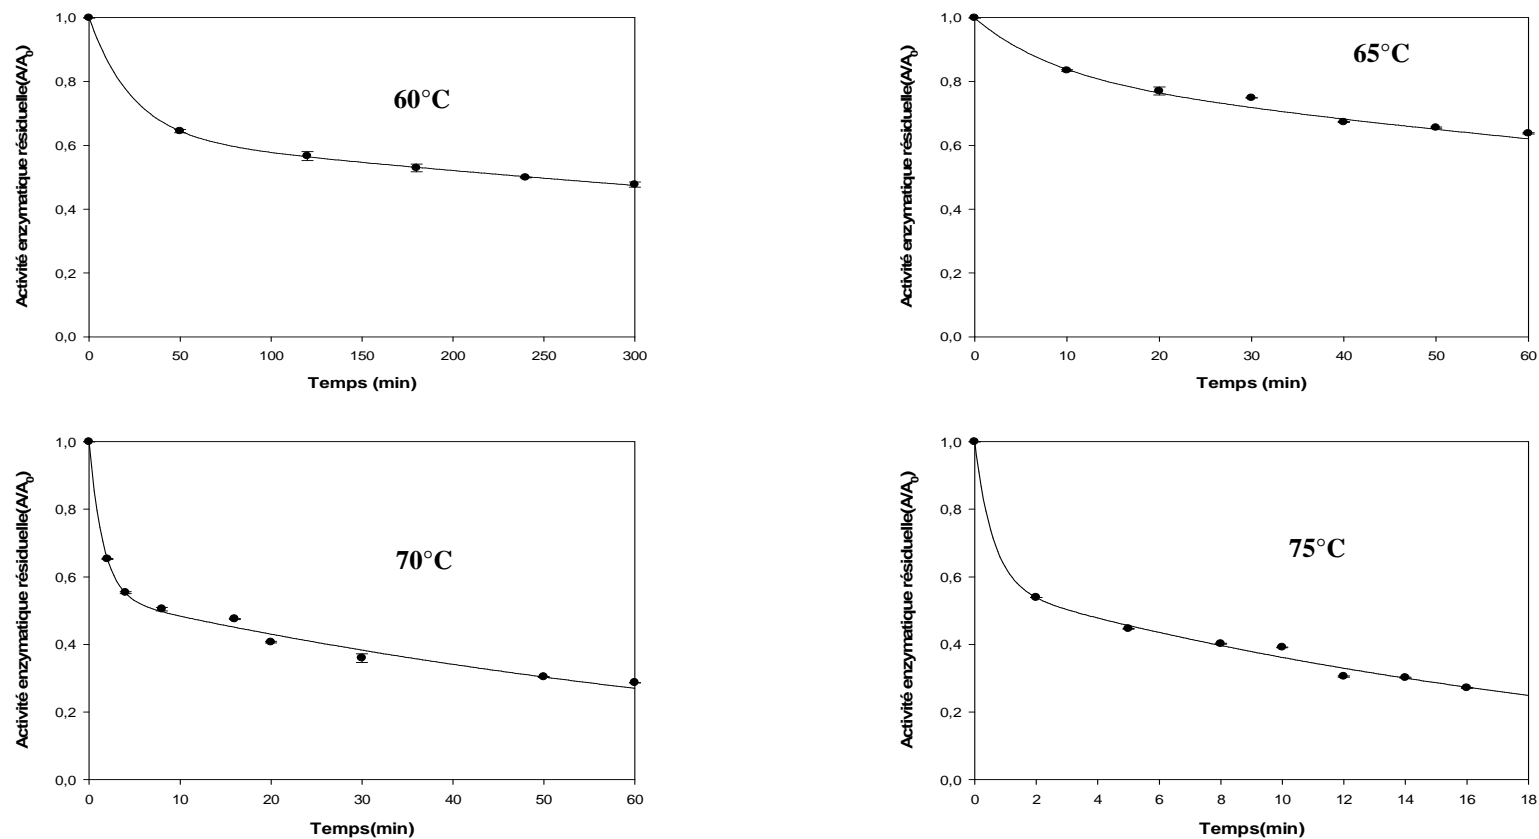 Activité enzymatique résiduelle(A/A0)
1,0
0,8
0,6
0,4
0,2
0,0
60°C
0 50 100 150 200 250 300
Temps (min)
Activité enzymatique résiduelle(A/A0)
1,0
0,8
0,6
0,4
0,2
0,0
65°C
0 10 20 30 40 50 60
Temps (min)
Activité enzymatique résiduelle(A/A0)
1,0
0,8
0,6
0,4
0,2
0,0
70°C
0 10 20 30 40 50 60
Temps(min)
Activité enzymatique résiduelle(A/A0)
1,0
0,8
0,6
0,4
0,2
0,0
75°C
0 2 4 6 8 10 12 14 16 18
Temps(min)